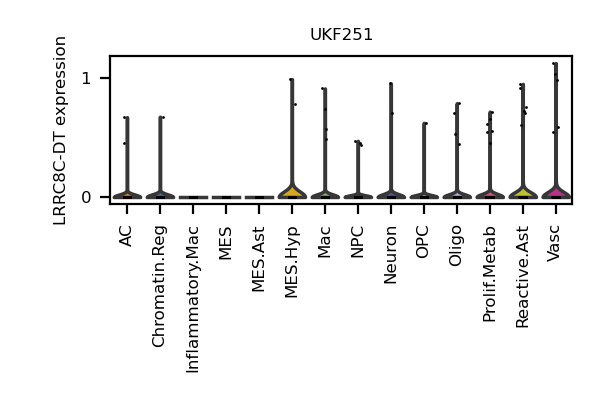 UKF251
LRRC8C-DT expression
1
0
AC
Chromatin.Reg
Inflammatory.Mac
MES
MES.Ast
MES.Hyp
Mac
NPC
Neuron
OPC
Oligo
Prolif.Metab
Reactive.Ast
Vasc